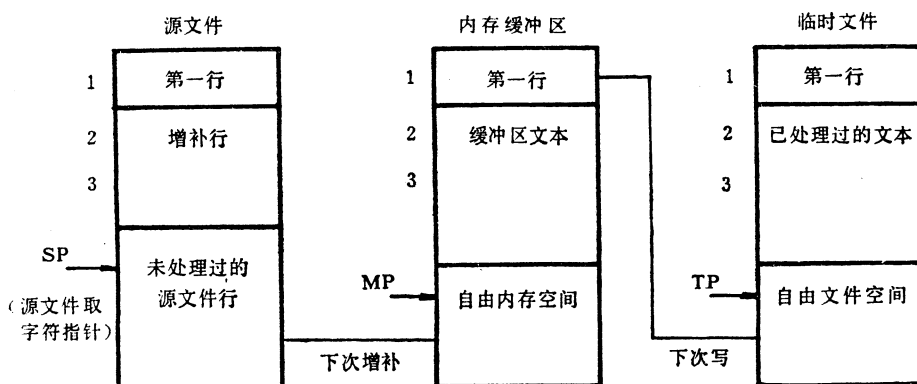 源文件
内存缓冲区
临时文件
1
第一行
1
第一行
1
第一行
2
增补行
2
缓冲区文本
2
已处理过的文本
3
3
3
SP
未处理过的
源文件行
(源文件取
字符指针)
MP
自由内存空间
TP
自由文件空间
下次增补
下次写